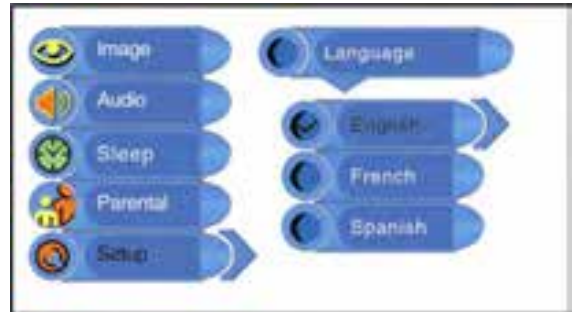 Image
Audio
Sleep
Parental
Setup
Language
English
French
Spanish